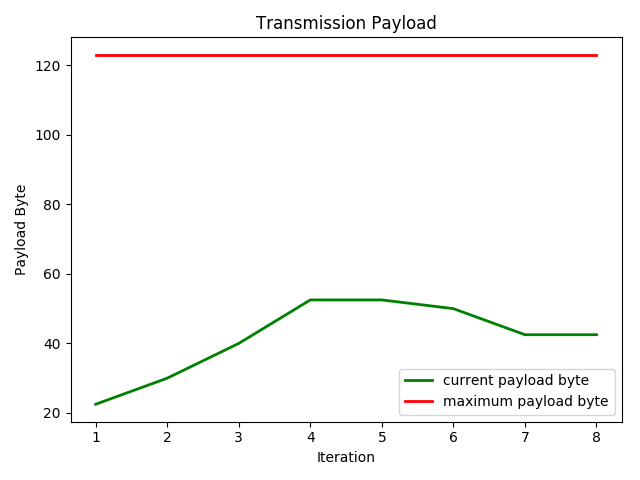 Transmission Payload
120
100
80
60
40
20
Payload Byte
1 2 3 4 5 6 7 8
Iteration
current payload byte
maximum payload byte